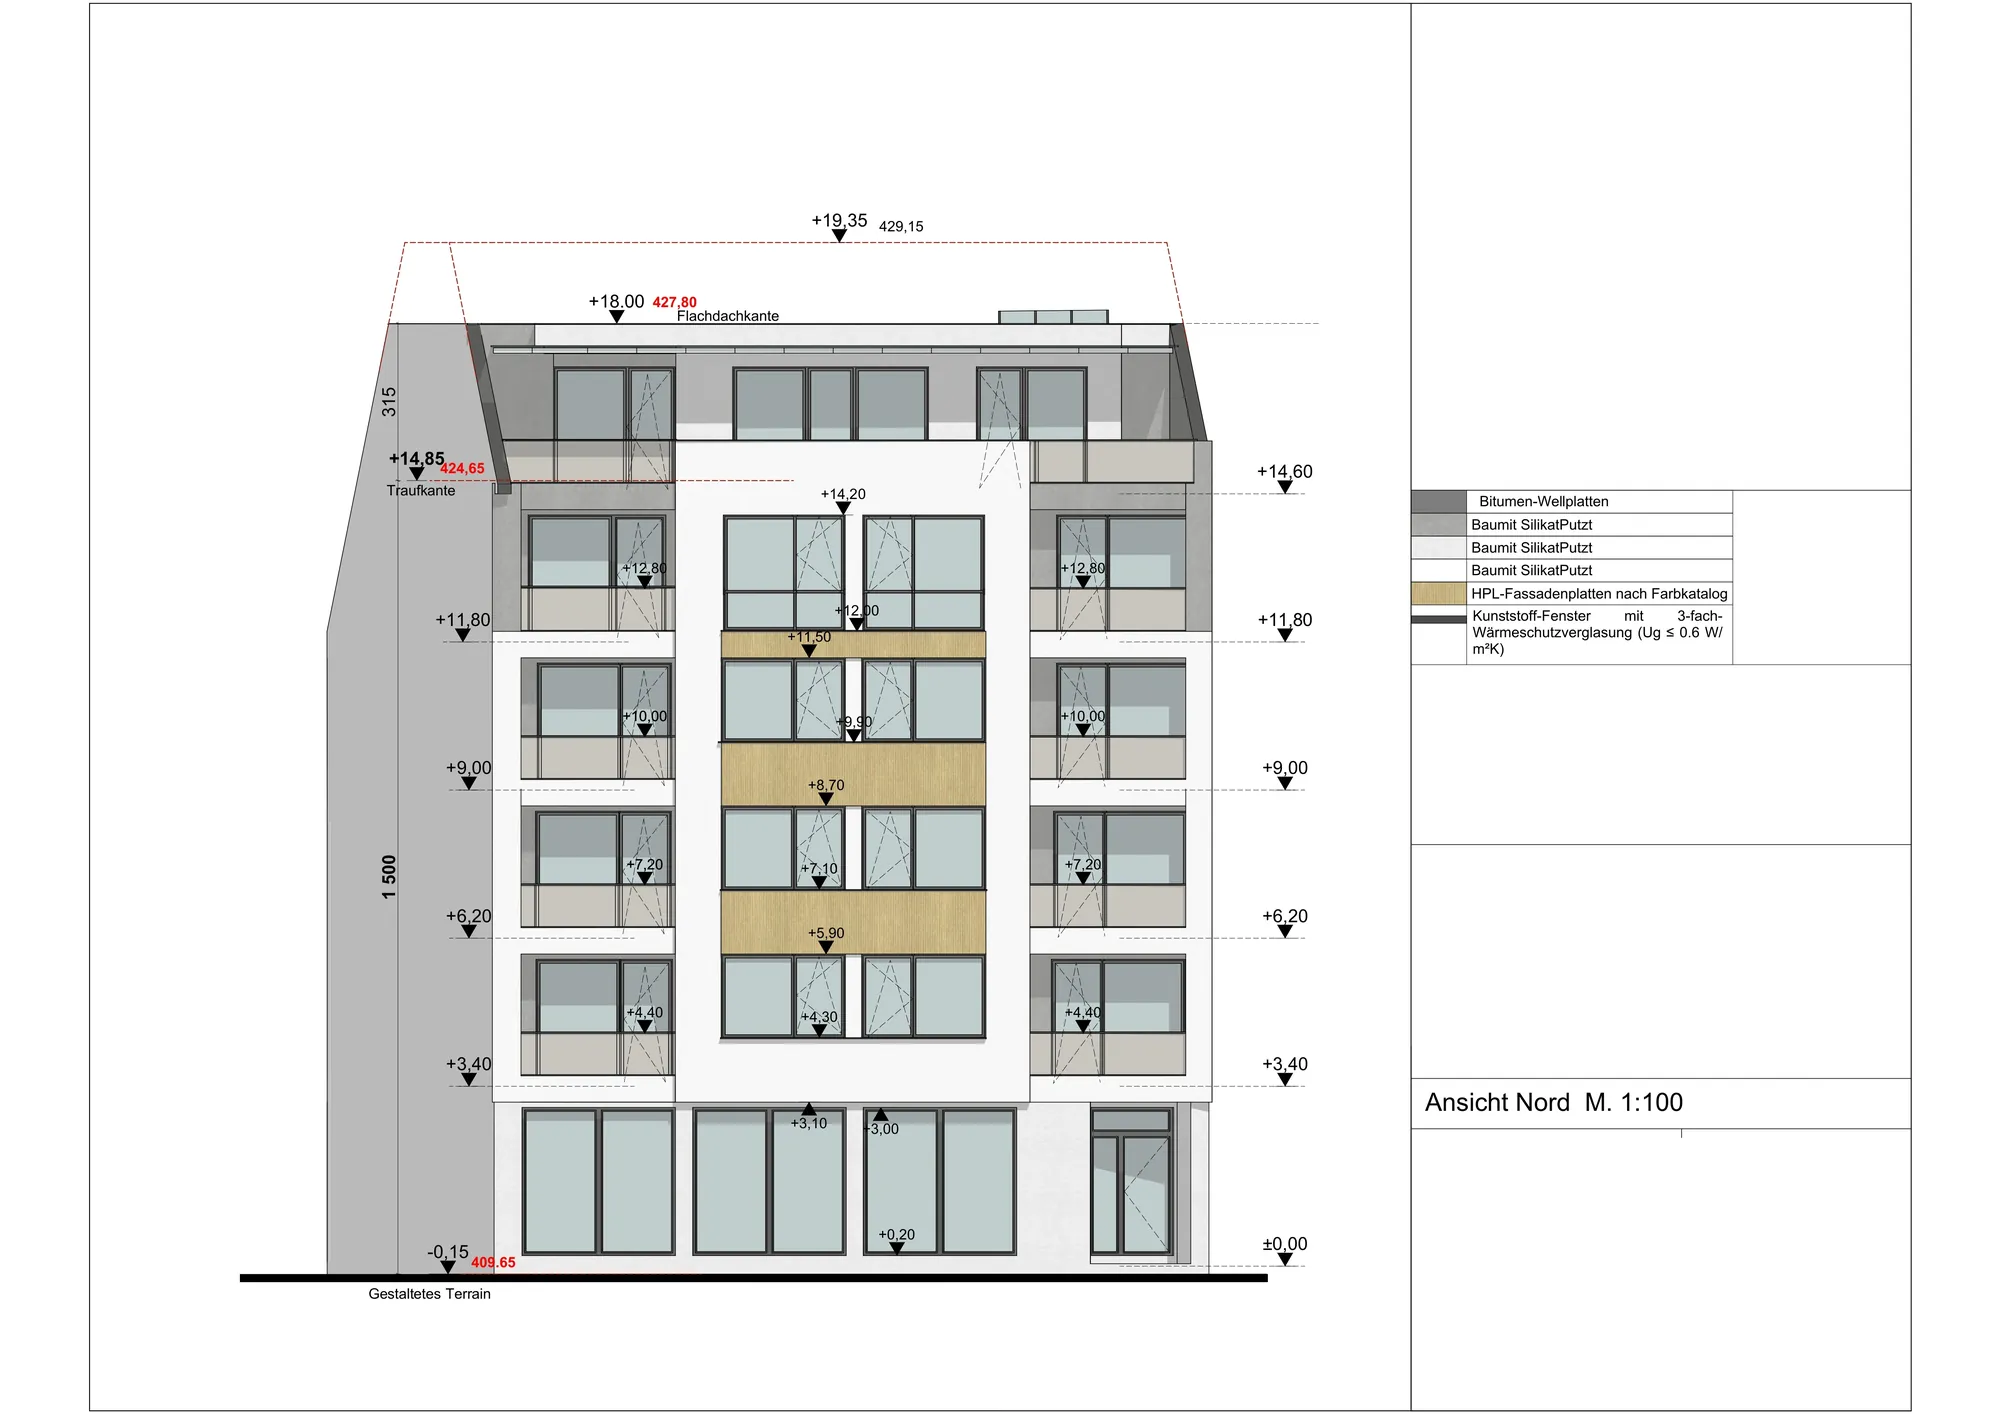 +19,35 429,15
+18.00 427,80
Flachdachkante
315
+14,85 424,65
Traufkante
+14,60
+14,20
+12,80
+12,80
+12,00
+11,80
+11,80
+11,50
+10,00
+10,00
+9,90
+9,00
+9,00
+8,70
1 500
+7,20
+7,10
+7,20
+6,20
+6,20
+5,90
+4,40
+4,30
+4,40
+3,40
+3,40
+3,10
+3,00
+0,20
-0,15 409.65
±0,00
Gestaltetes Terrain
Bitumen-Wellplatten
Baumit SilikatPutzt
Baumit SilikatPutzt
Baumit SilikatPutzt
HPL-Fassadenplatten nach Farbkatalog
Kunststoff-Fenster mit 3-fach-
Wärmeschutzverglasung (Ug ≤ 0.6 W/
m²K)
Ansicht Nord M. 1:100